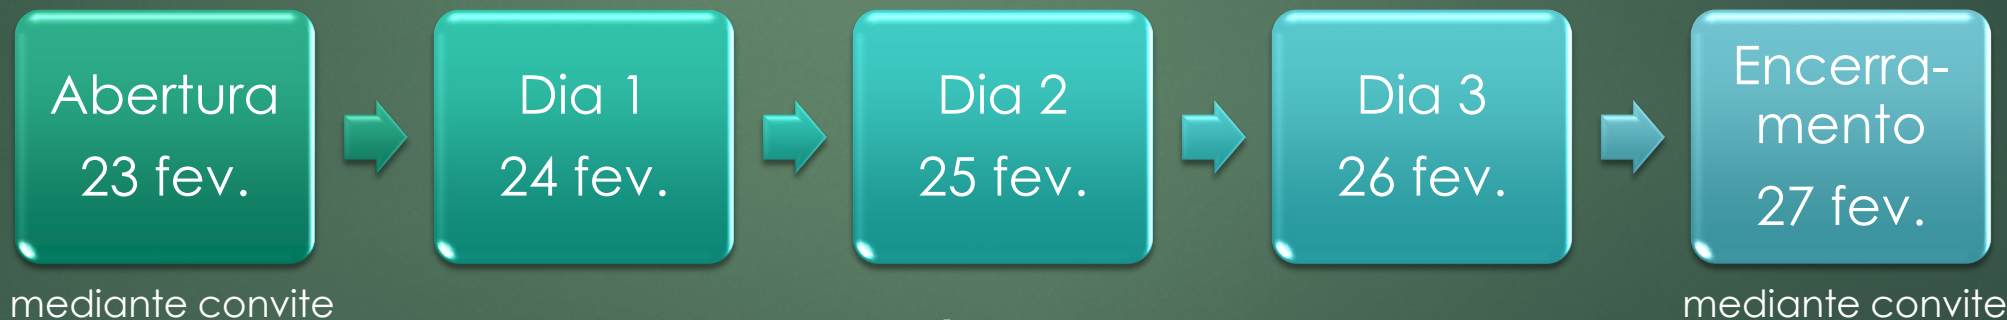 Abertura
23 fev.
Dia 1
24 fev.
Dia 2
25 fev.
Dia 3
26 fev.
Encerra-
mento
27 fev.
mediante convite
mediante convite